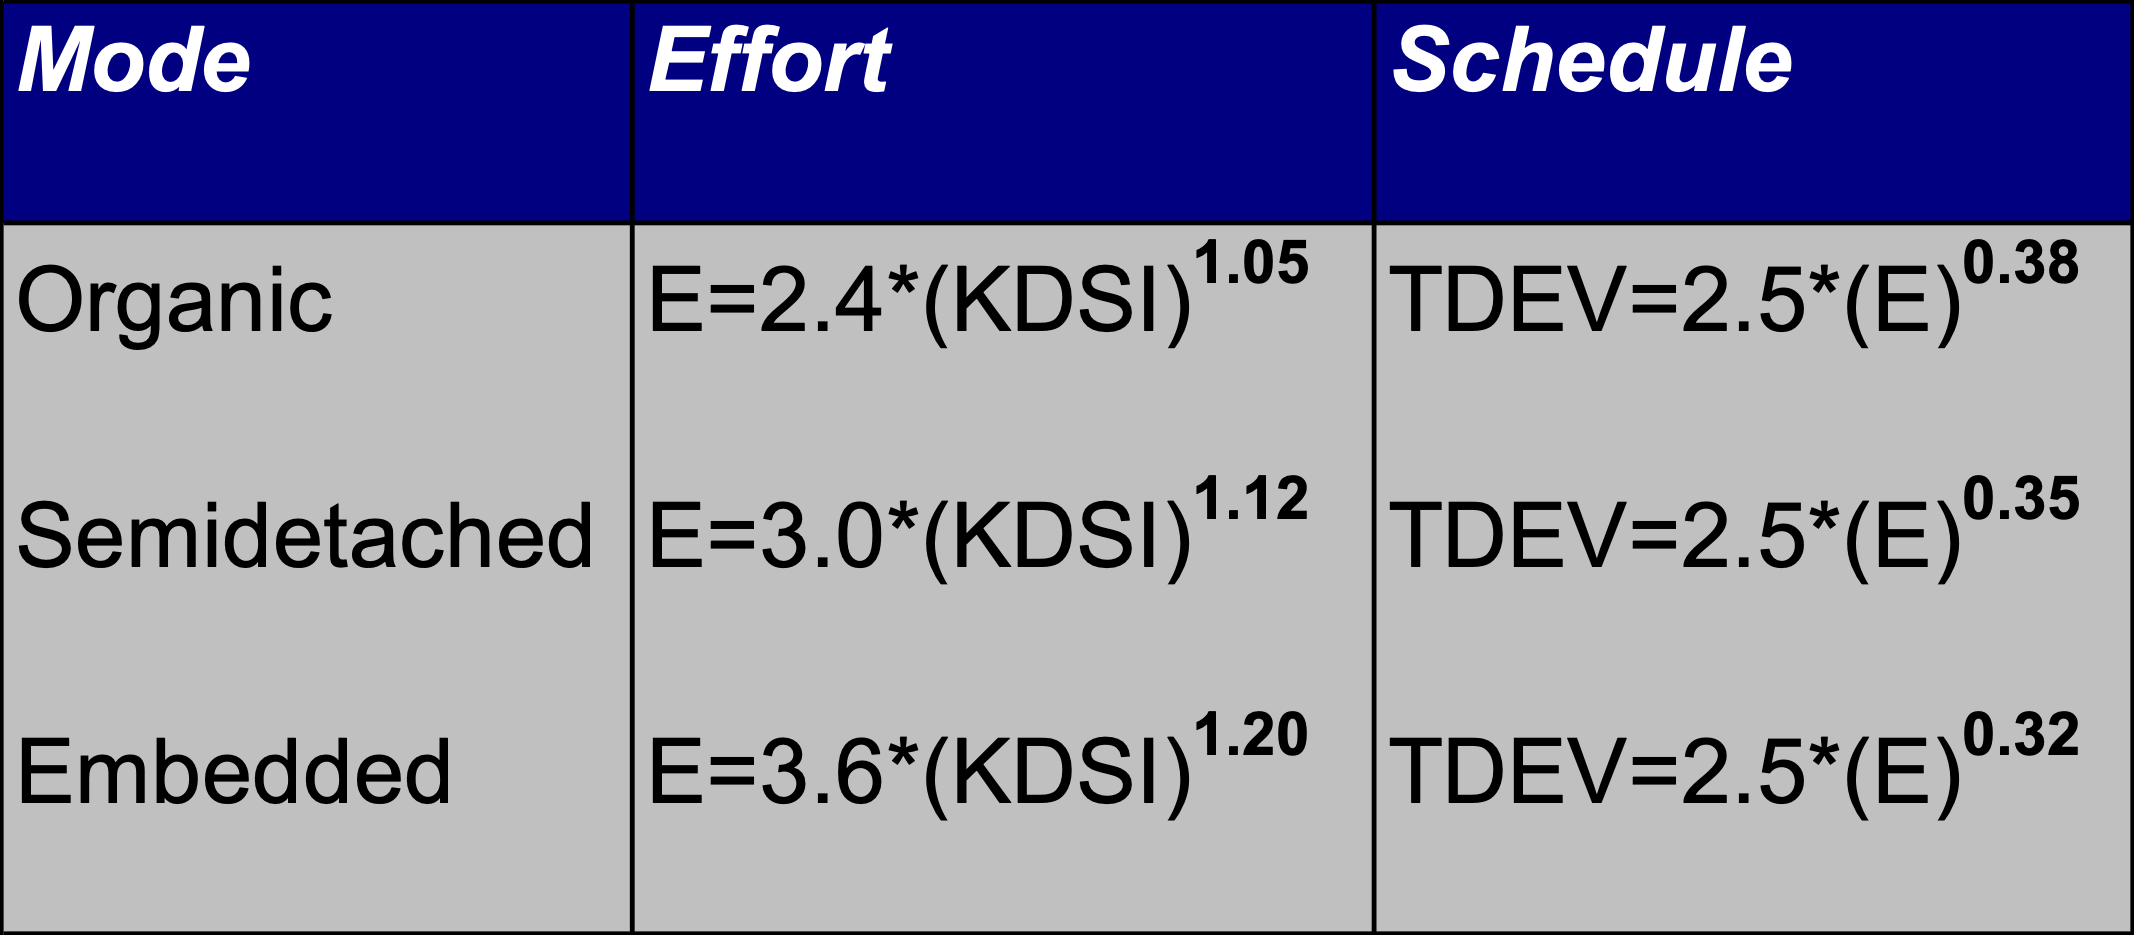 Mode Effort Schedule
Organic E=2.4*(KDSI)1.05 TDEV=2.5*(E)0.38
Semidetached E=3.0*(KDSI)1.12 TDEV=2.5*(E)0.35
Embedded E=3.6*(KDSI)1.20 TDEV=2.5*(E)0.32